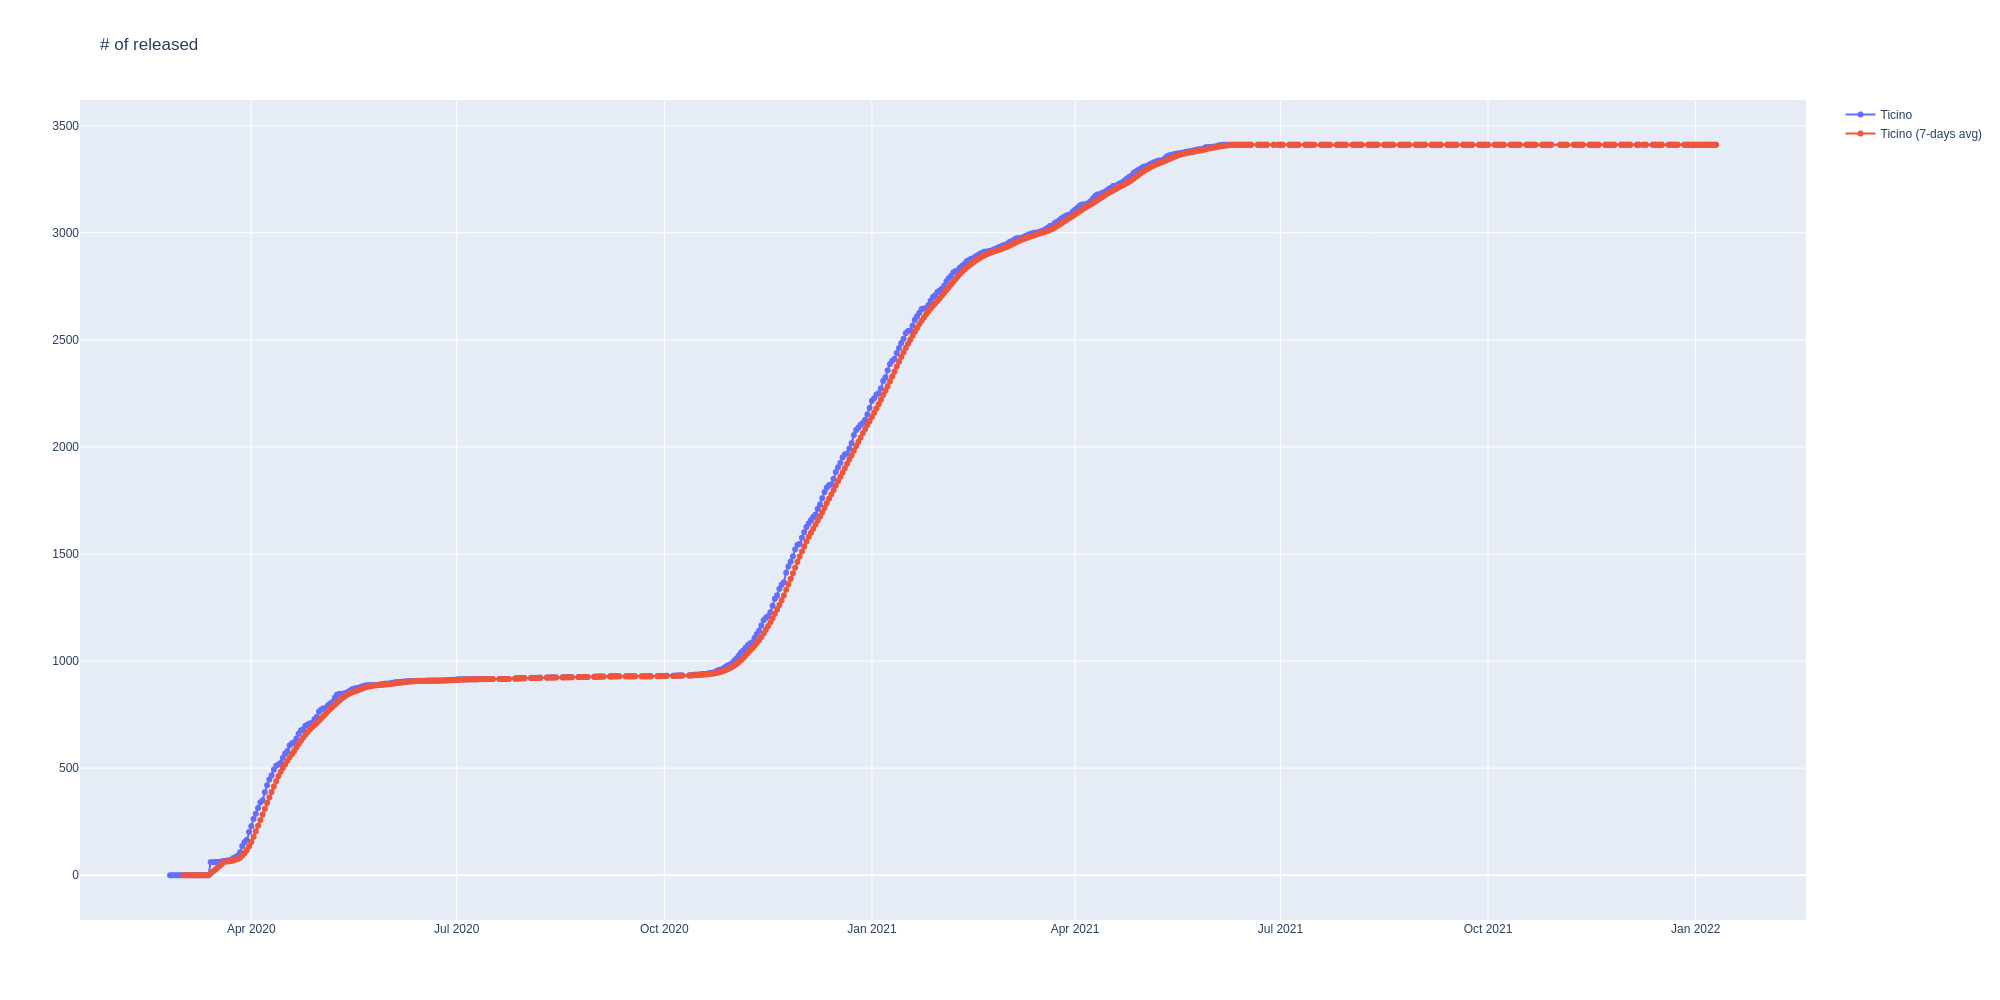 # of released
Ticino
Ticino (7-days avg)
3500
3000
2500
2000
1500
1000
500
0
Apr 2020
Jul 2020
Oct 2020
Jan 2021
Apr 2021
Jul 2021
Oct 2021
Jan 2022